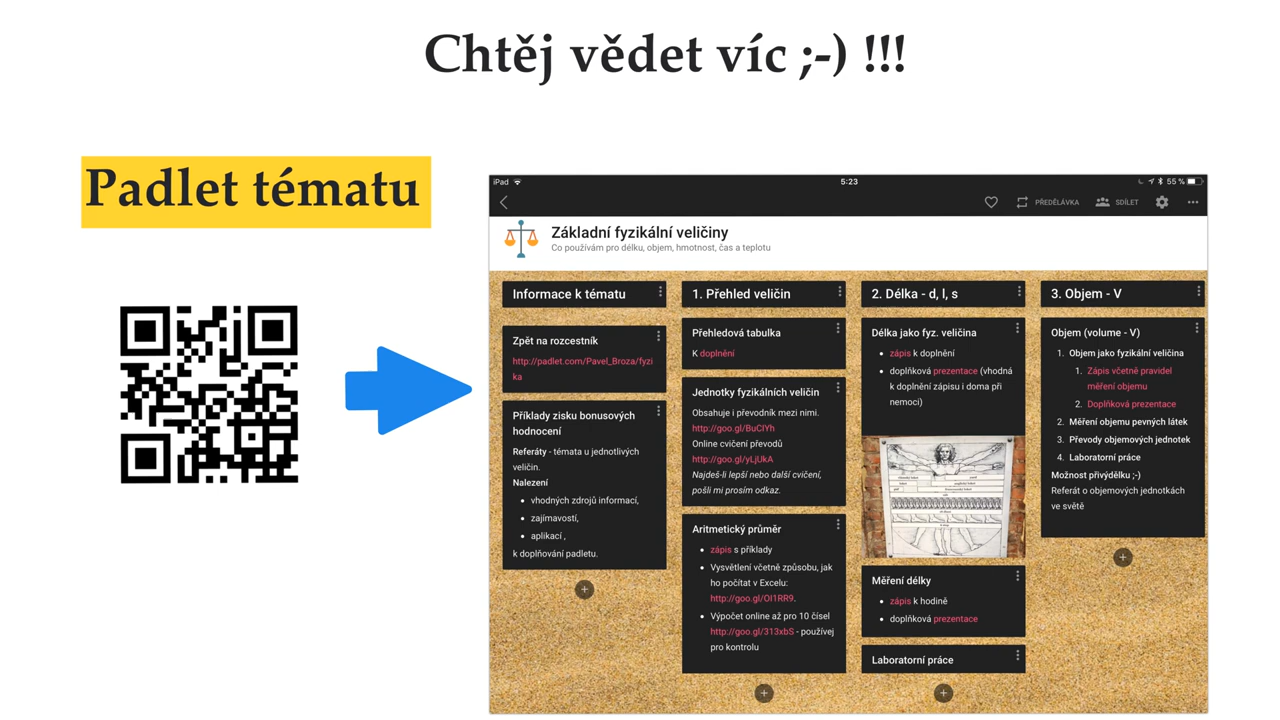 Chtěj vědet víc ;-) !!!
Padlet tématu
iPad
5:23
55 %
PŘEDĚLÁVKA
SDÍLET
Základní fyzikální veličiny
Co používám pro délku, objem, hmotnost, čas a teplotu
Informace k tématu
Zpět na rozcestník
http://padlet.com/Pavel_Broza/fyzi
ka
Příklady zisku bonusových
hodnocení
Referáty - témata u jednotlivých
veličin.
Nalezení
• vhodných zdrojů informací,
• zajímavostí,
• aplikací ,
k doplňování padletu.
1. Přehled veličin
Přehledová tabulka
K doplnění
Jednotky fyzikálních veličin
Obsahuje i převodník mezi nimi.
http://goo.gl/BuCIYh
Online cvičení převodů
http://goo.gl/yLjUkA
Najdeš-li lepší nebo další cvičení,
pošli mi prosím odkaz.
Aritmetický průměr
• zápis s příklady
• Vysvětlení včetně způsobu, jak
ho počítat v Excelu:
http://goo.gl/OI1RR9.
• Výpočet online až pro 10 čísel
http://goo.gl/313xbS - používej
pro kontrolu
2. Délka - d, l, s
Délka jako fyz. veličina
• zápis k doplnění
• doplňková prezentace (vhodná
k doplnění zápisu i doma při
nemoci)
Měření délky
• zápis k hodině
• doplňková prezentace
Laboratorní práce
3. Objem - V
Objem (volume - V)
1. Objem jako fyzikální veličina
1. Zápis včetně pravidel
měření objemu
2. Doplňková prezentace
2. Měření objemu pevných látek
3. Převody objemových jednotek
4. Laboratorní práce
Možnost přivýdělku ;-)
Referát o objemových jednotkách
ve světě